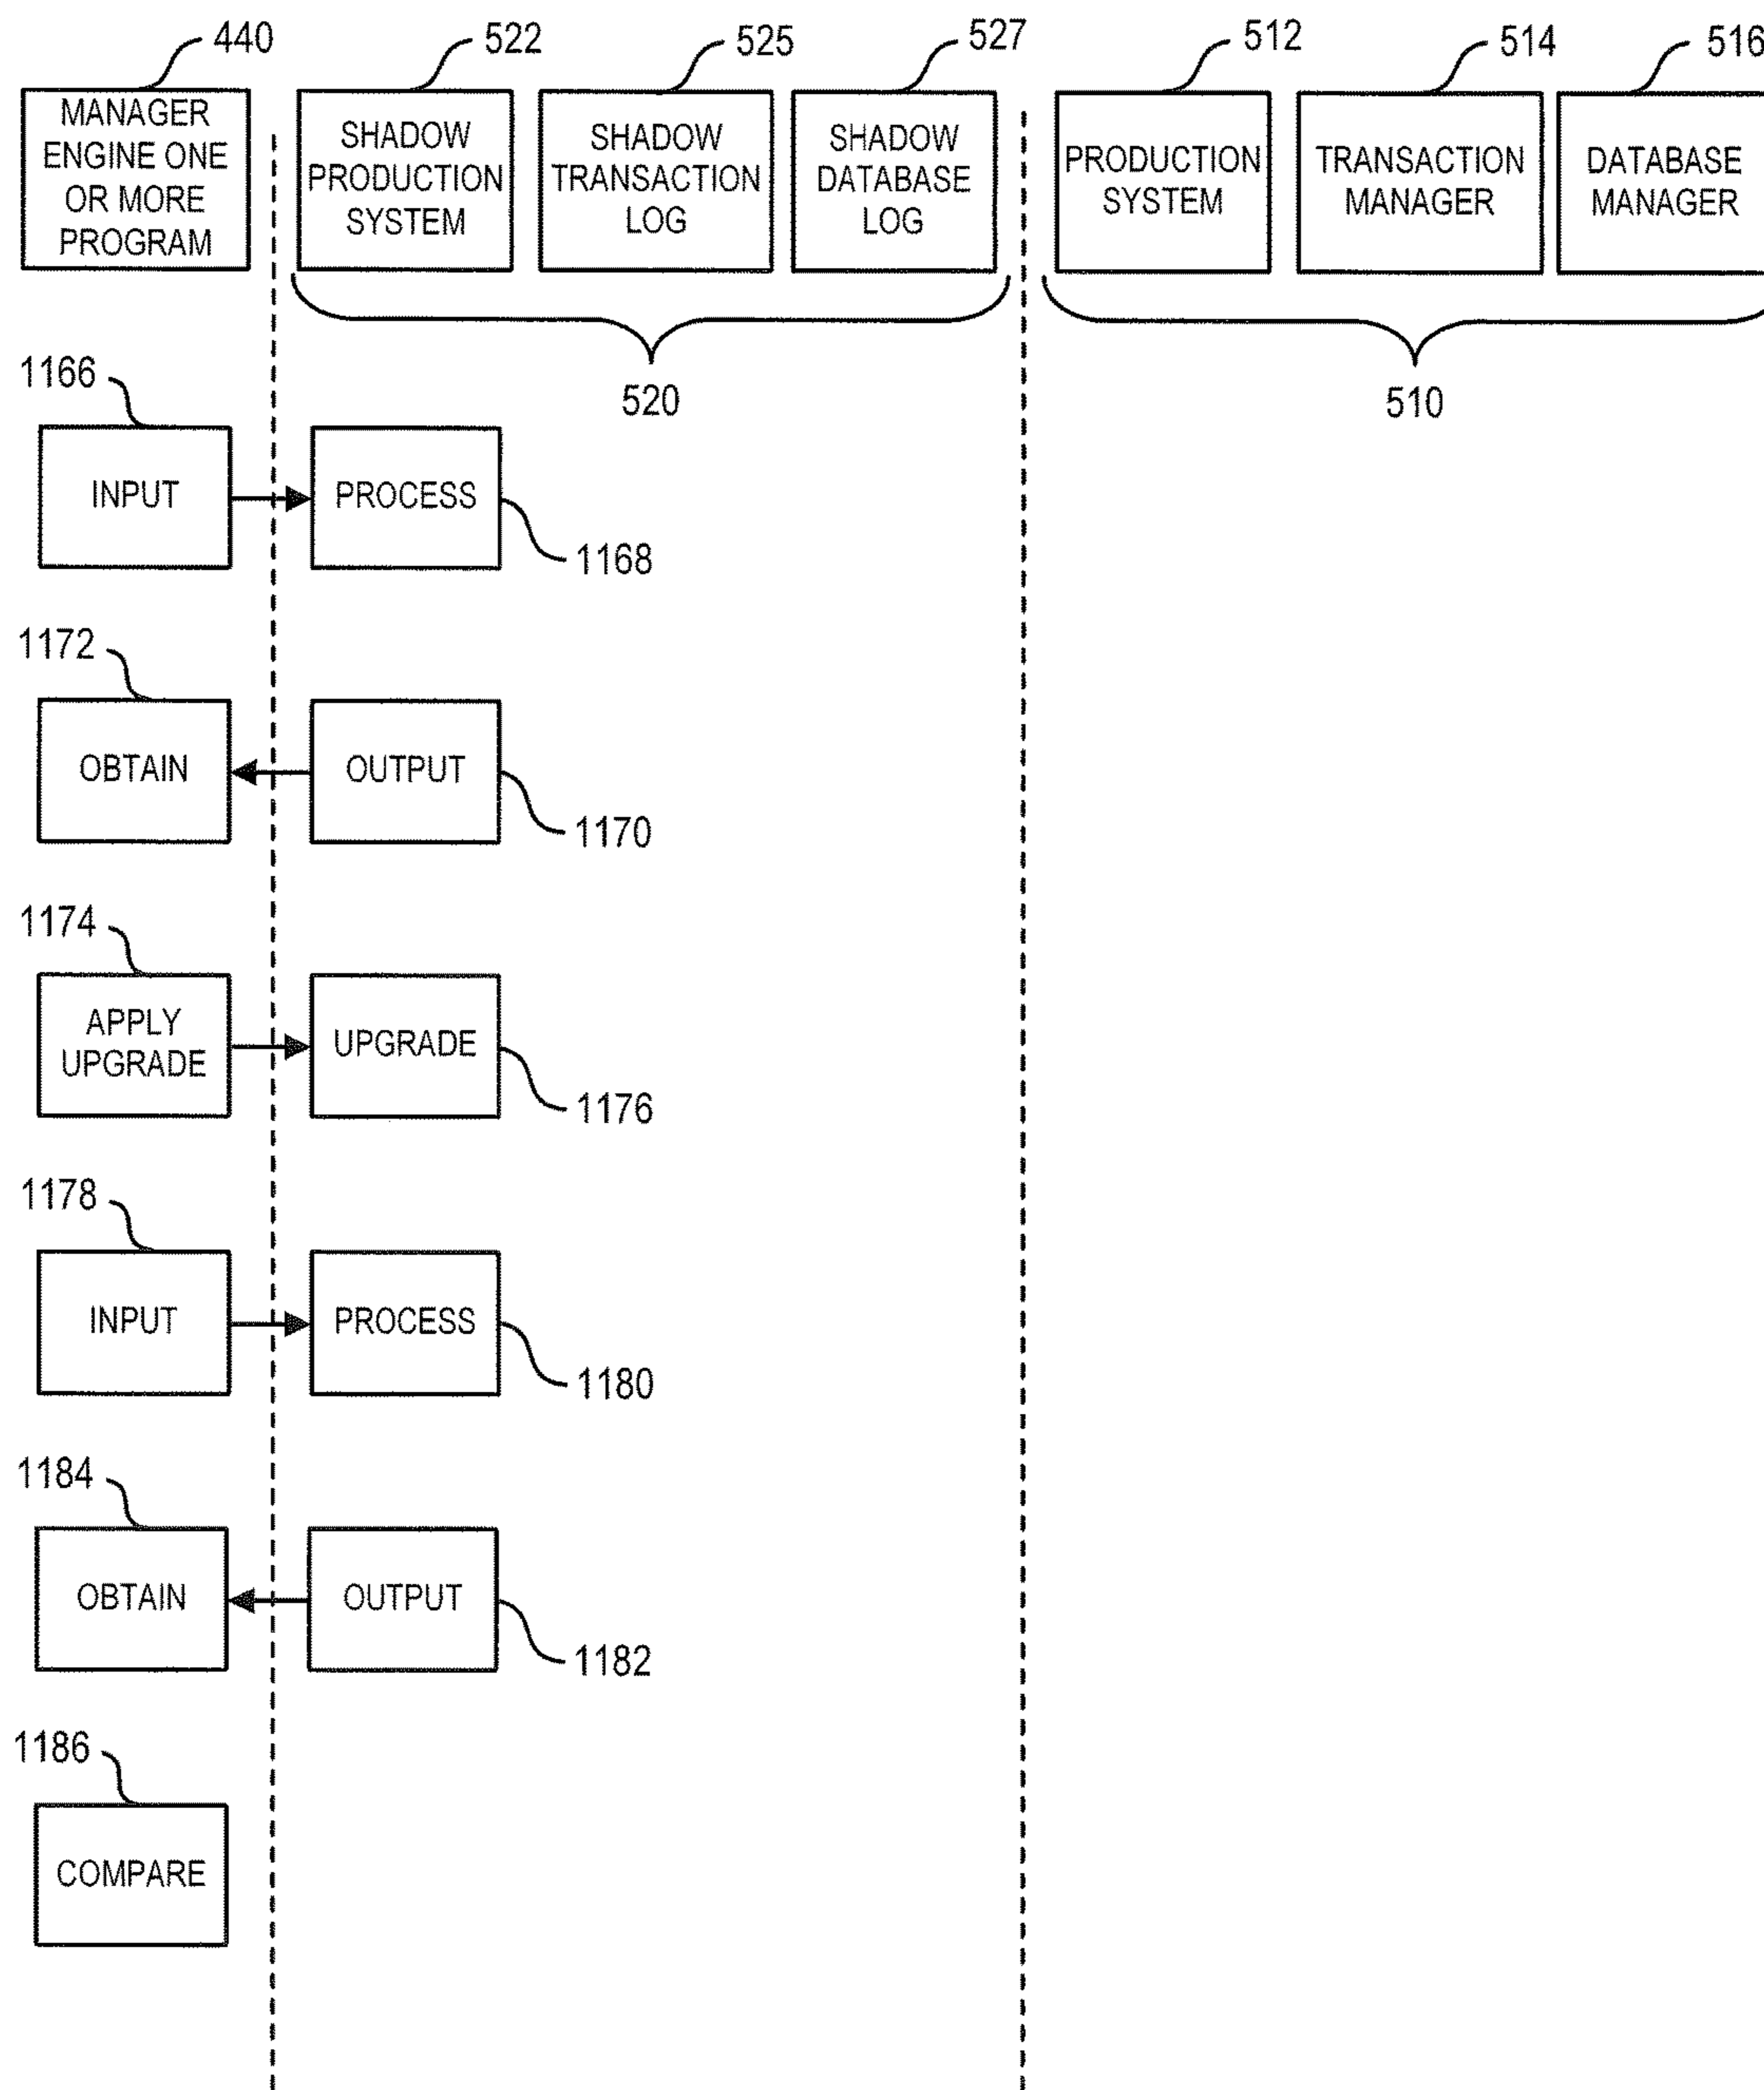 440
522
525
527
512
514
516
MANAGER
ENGINE ONE
OR MORE
PROGRAM
SHADOW
PRODUCTION
SYSTEM
SHADOW
TRANSACTION
LOG
SHADOW
DATABASE
LOG
PRODUCTION
SYSTEM
TRANSACTION
MANAGER
DATABASE
MANAGER
520
510
1166
INPUT
PROCESS
1168
1172
OBTAIN
OUTPUT
1170
1174
APPLY
UPGRADE
UPGRADE
1176
1178
INPUT
PROCESS
1180
1184
OBTAIN
OUTPUT
1182
1186
COMPARE